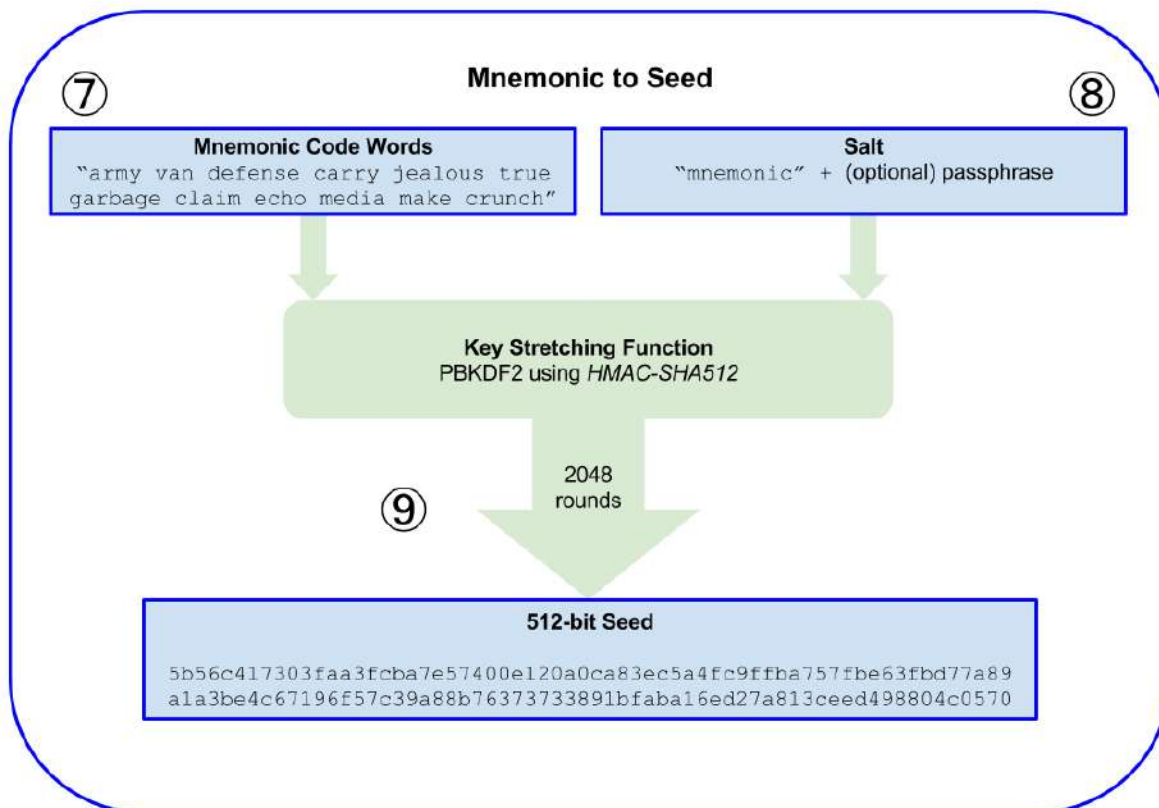 Mnemonic to Seed
⑦
⑧
Mnemonic Code Words
“army van defense carry jealous true
garbage claim echo media make crunch”
Salt
“mnemonic” + (optional) passphrase
Key Stretching Function
PBKDF2 using HMAC-SHA512
2048
rounds
⑨
512-bit Seed
5b56c417303faa3fcba7e57400e120a0ca83ec5a4fc9ffba757fbe63fbd77a89
a1a3be4c67196f57c39a88b76373733891bfaba16ed27a813ceed498804c0570